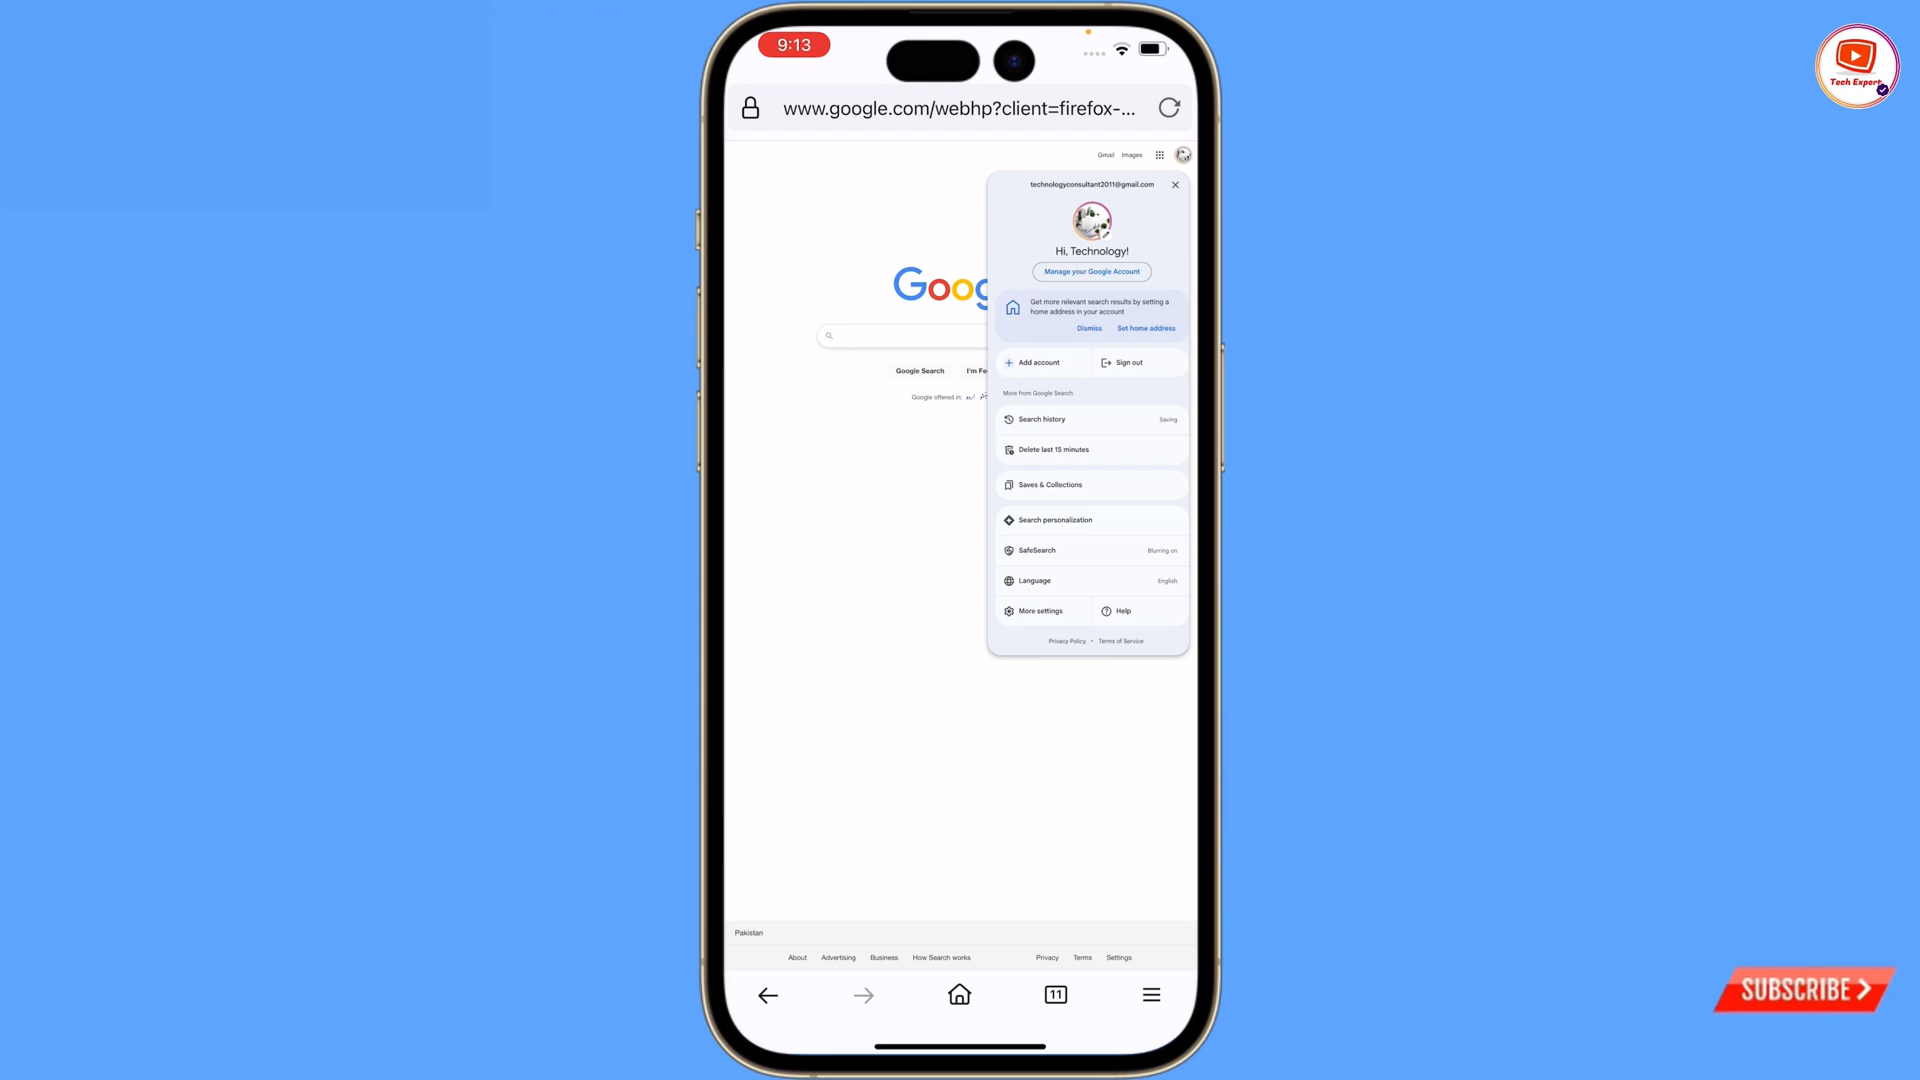 9:13
Tech Expert
www.google.com/webhp?client=firefox-...
Gmail Images
technologyconsultant2011@gmail.com
Hi, Technology!
Manage your Google Account
Get more relevant search results by setting a
home address in your account
Dismiss Set home address
Goog
Add account Sign out
Google Search I'm Fe
More from Google Search
Google offered in:
Search history Saving
Delete last 15 minutes
Saves & Collections
Search personalization
SafeSearch Blurring on
Language English
More settings Help
Privacy Policy • Terms of Service
Pakistan
About Advertising Business How Search works Privacy Terms Settings
11
SUBSCRIBE